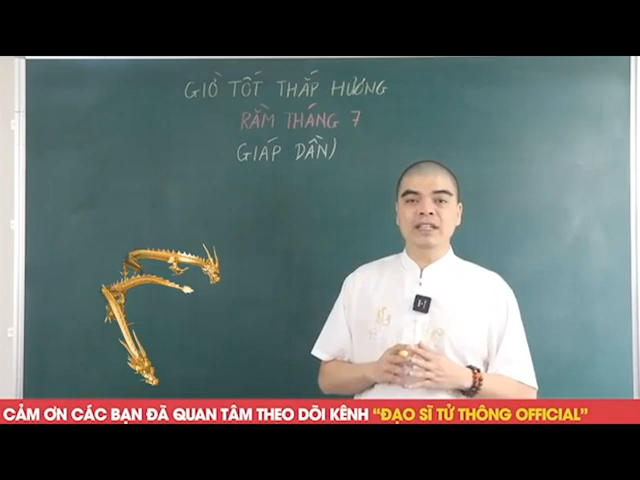 GIỜ TỐT THẮP HƯƠNG
RẰM THÁNG 7
GIÁP DẦN)
CẢM ƠN CÁC BẠN ĐÃ QUAN TÂM THEO DÕI KÊNH “ĐẠO SĨ TỬ THÔNG OFFICIAL”